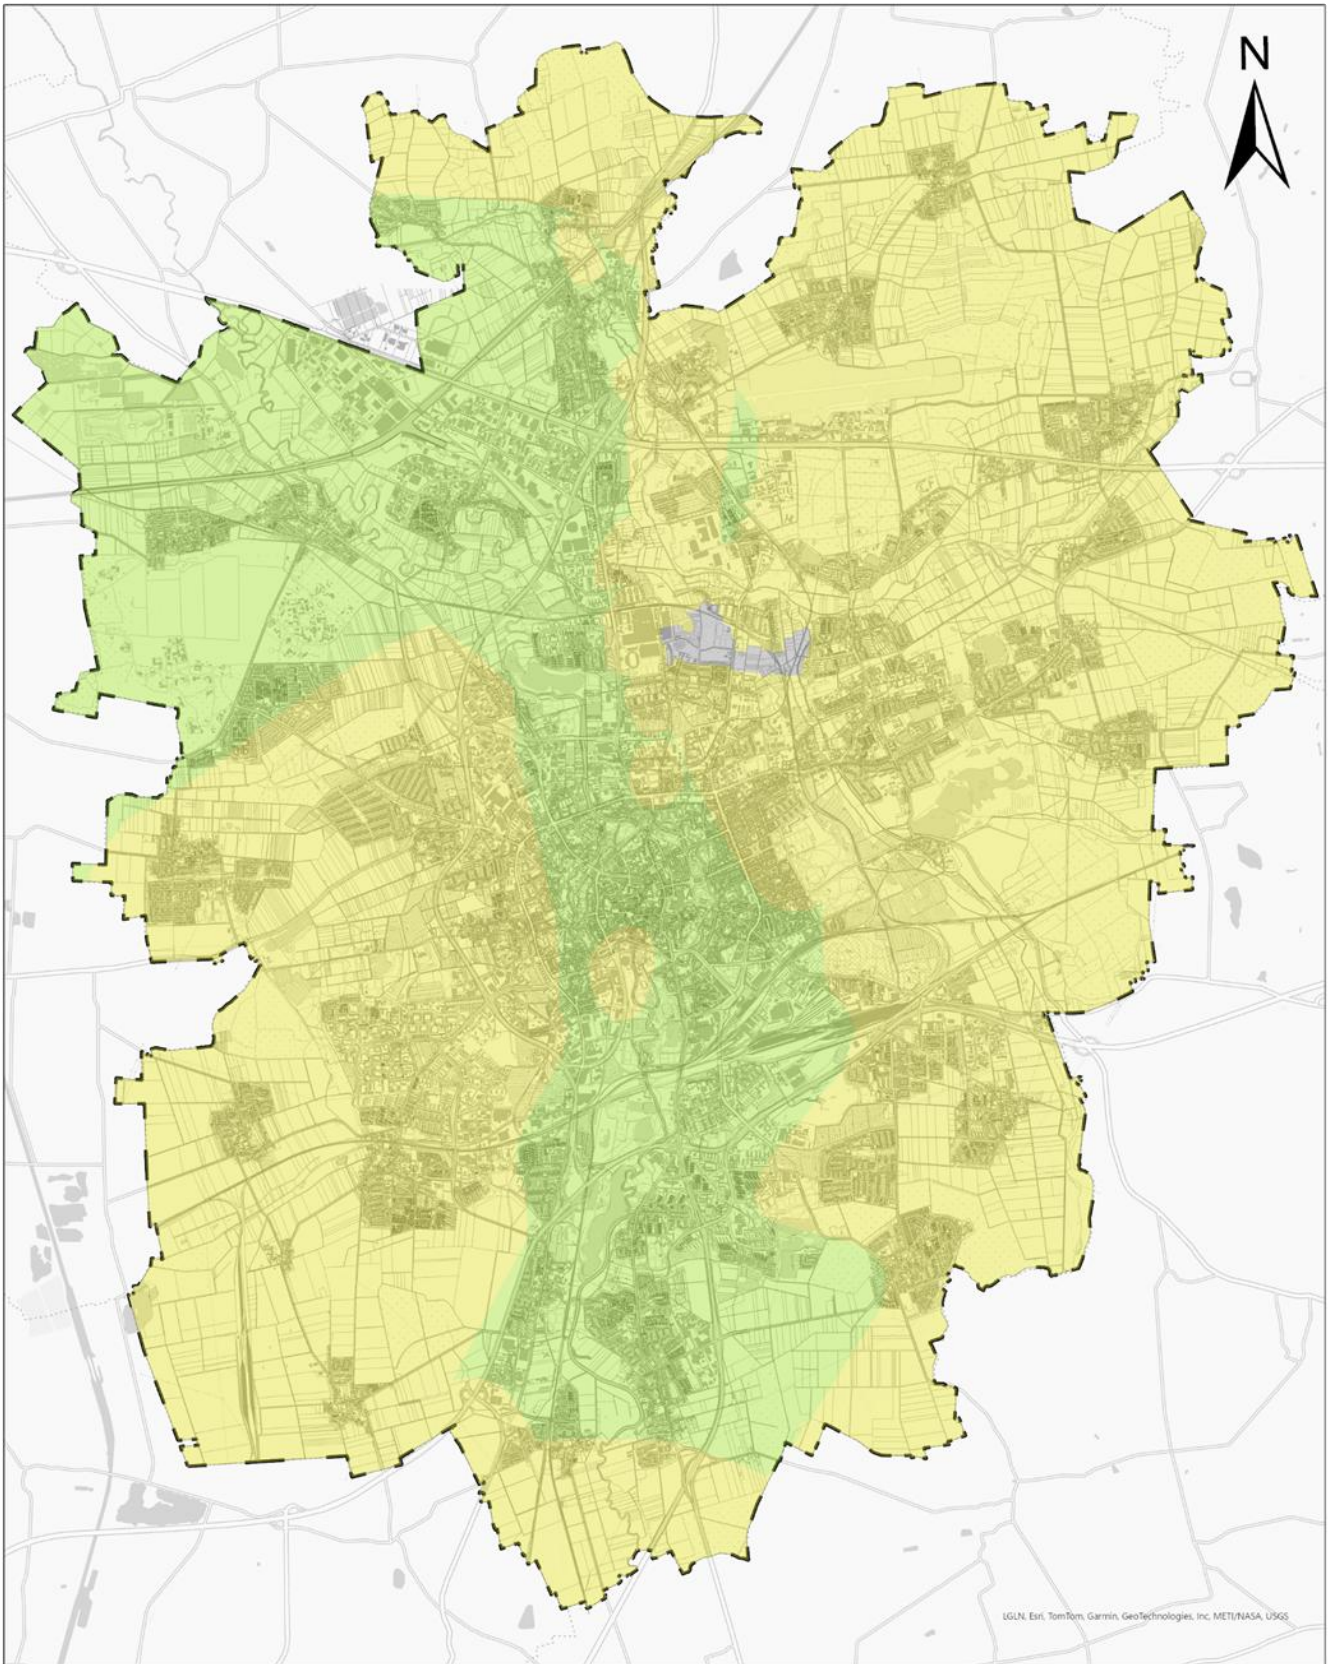 N
LGLN, Esri, TomTom, Garmin, GeoTechnologies, Inc, METI/NASA, USGS